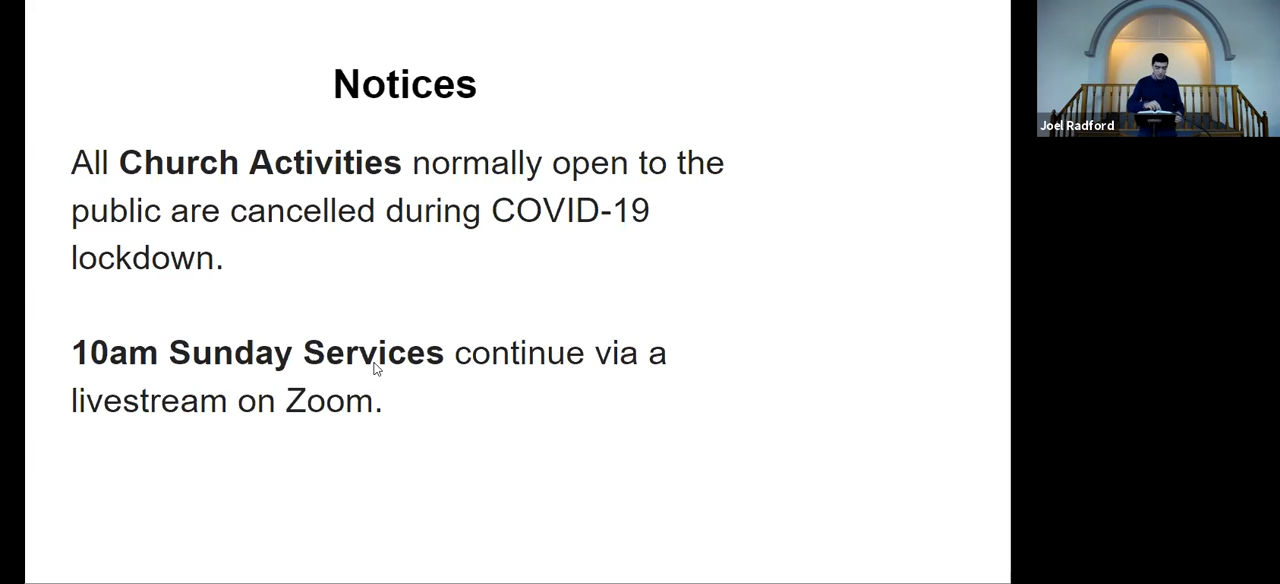 Notices
All Church Activities normally open to the
public are cancelled during COVID-19
lockdown.
10am Sunday Services continue via a
livestream on Zoom.
Joel Radford